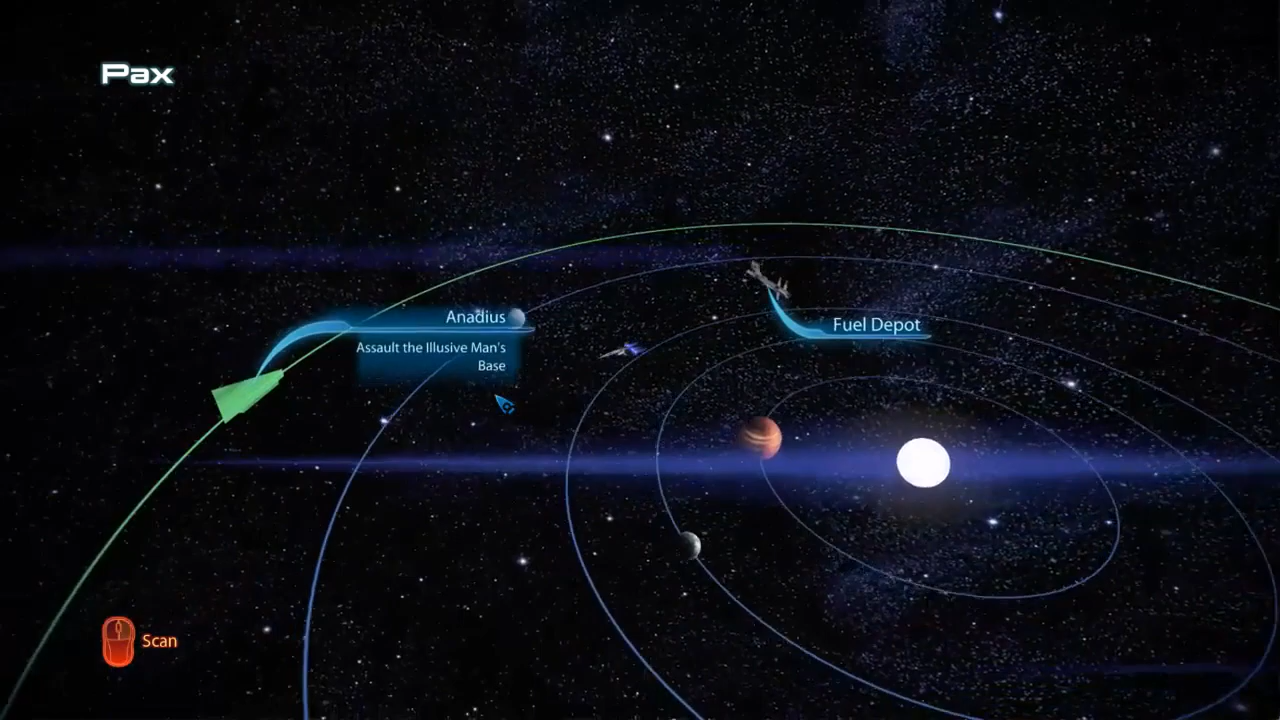 Pax
Anadius
Assault the Illusive Man's
Base
Fuel Depot
Scan